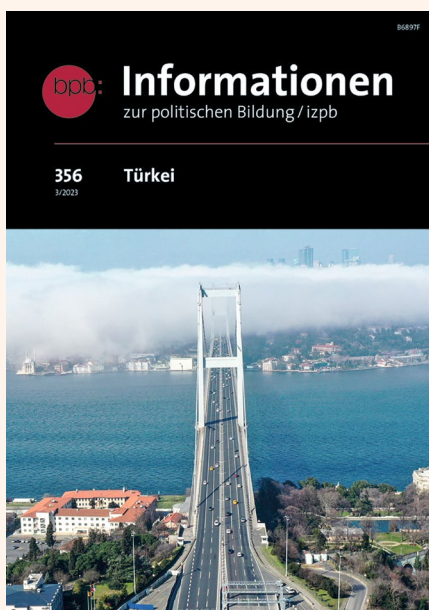 B6897F
bpb:
Informationen
zur politischen Bildung / izpb
356
Türkei
3/2023